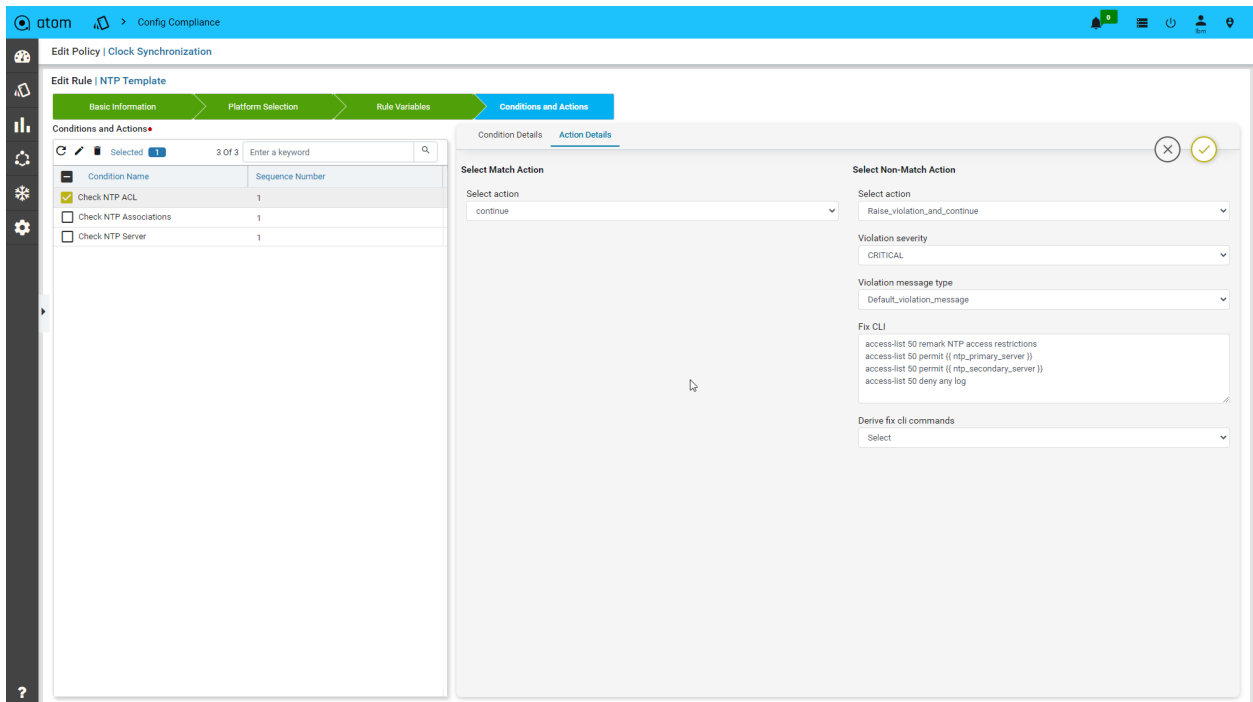 atom
> Config Compliance
0
ibm
Edit Policy | Clock Synchronization
Edit Rule | NTP Template
Basic Information
Platform Selection
Rule Variables
Conditions and Actions
Conditions and Actions
Selected 1
3 Of 3
Enter a keyword
Condition Name
Sequence Number
Check NTP ACL
1
Check NTP Associations
1
Check NTP Server
1
Condition Details
Action Details
Select Match Action
Select action
continue
Select Non-Match Action
Select action
Raise_violation_and_continue
Violation severity
CRITICAL
Violation message type
Default_violation_message
Fix CLI
access-list 50 remark NTP access restrictions
access-list 50 permit {{ ntp_primary_server }}
access-list 50 permit {{ ntp_secondary_server }}
access-list 50 deny any log
Derive fix cli commands
Select
?